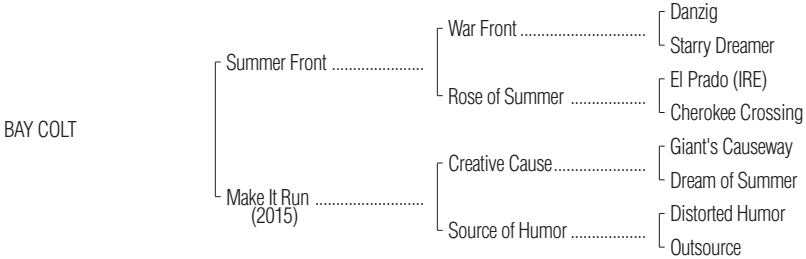 Danzig
War Front ..............................
Starry Dreamer
Summer Front ......................
El Prado (IRE)
Rose of Summer ..................
Cherokee Crossing
BAY COLT
Giant's Causeway
Creative Cause......................
Dream of Summer
Make It Run ..........................
(2015)
Distorted Humor
Source of Humor ..................
Outsource